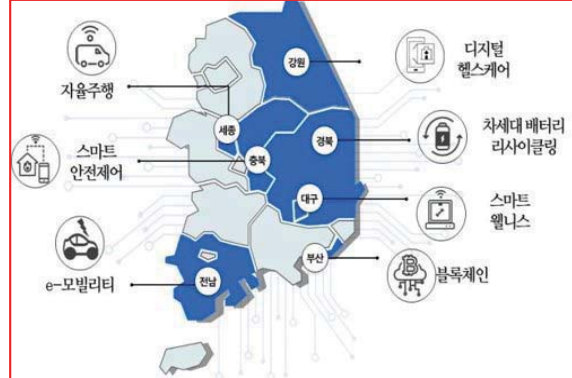 강원
디지털
헬스케어
자율주행
세종
경북
차세대 배터리
리사이클링
스마트
안전제어
충북
대구
스마트
웰니스
e-모빌리티
전남
부산
블록체인